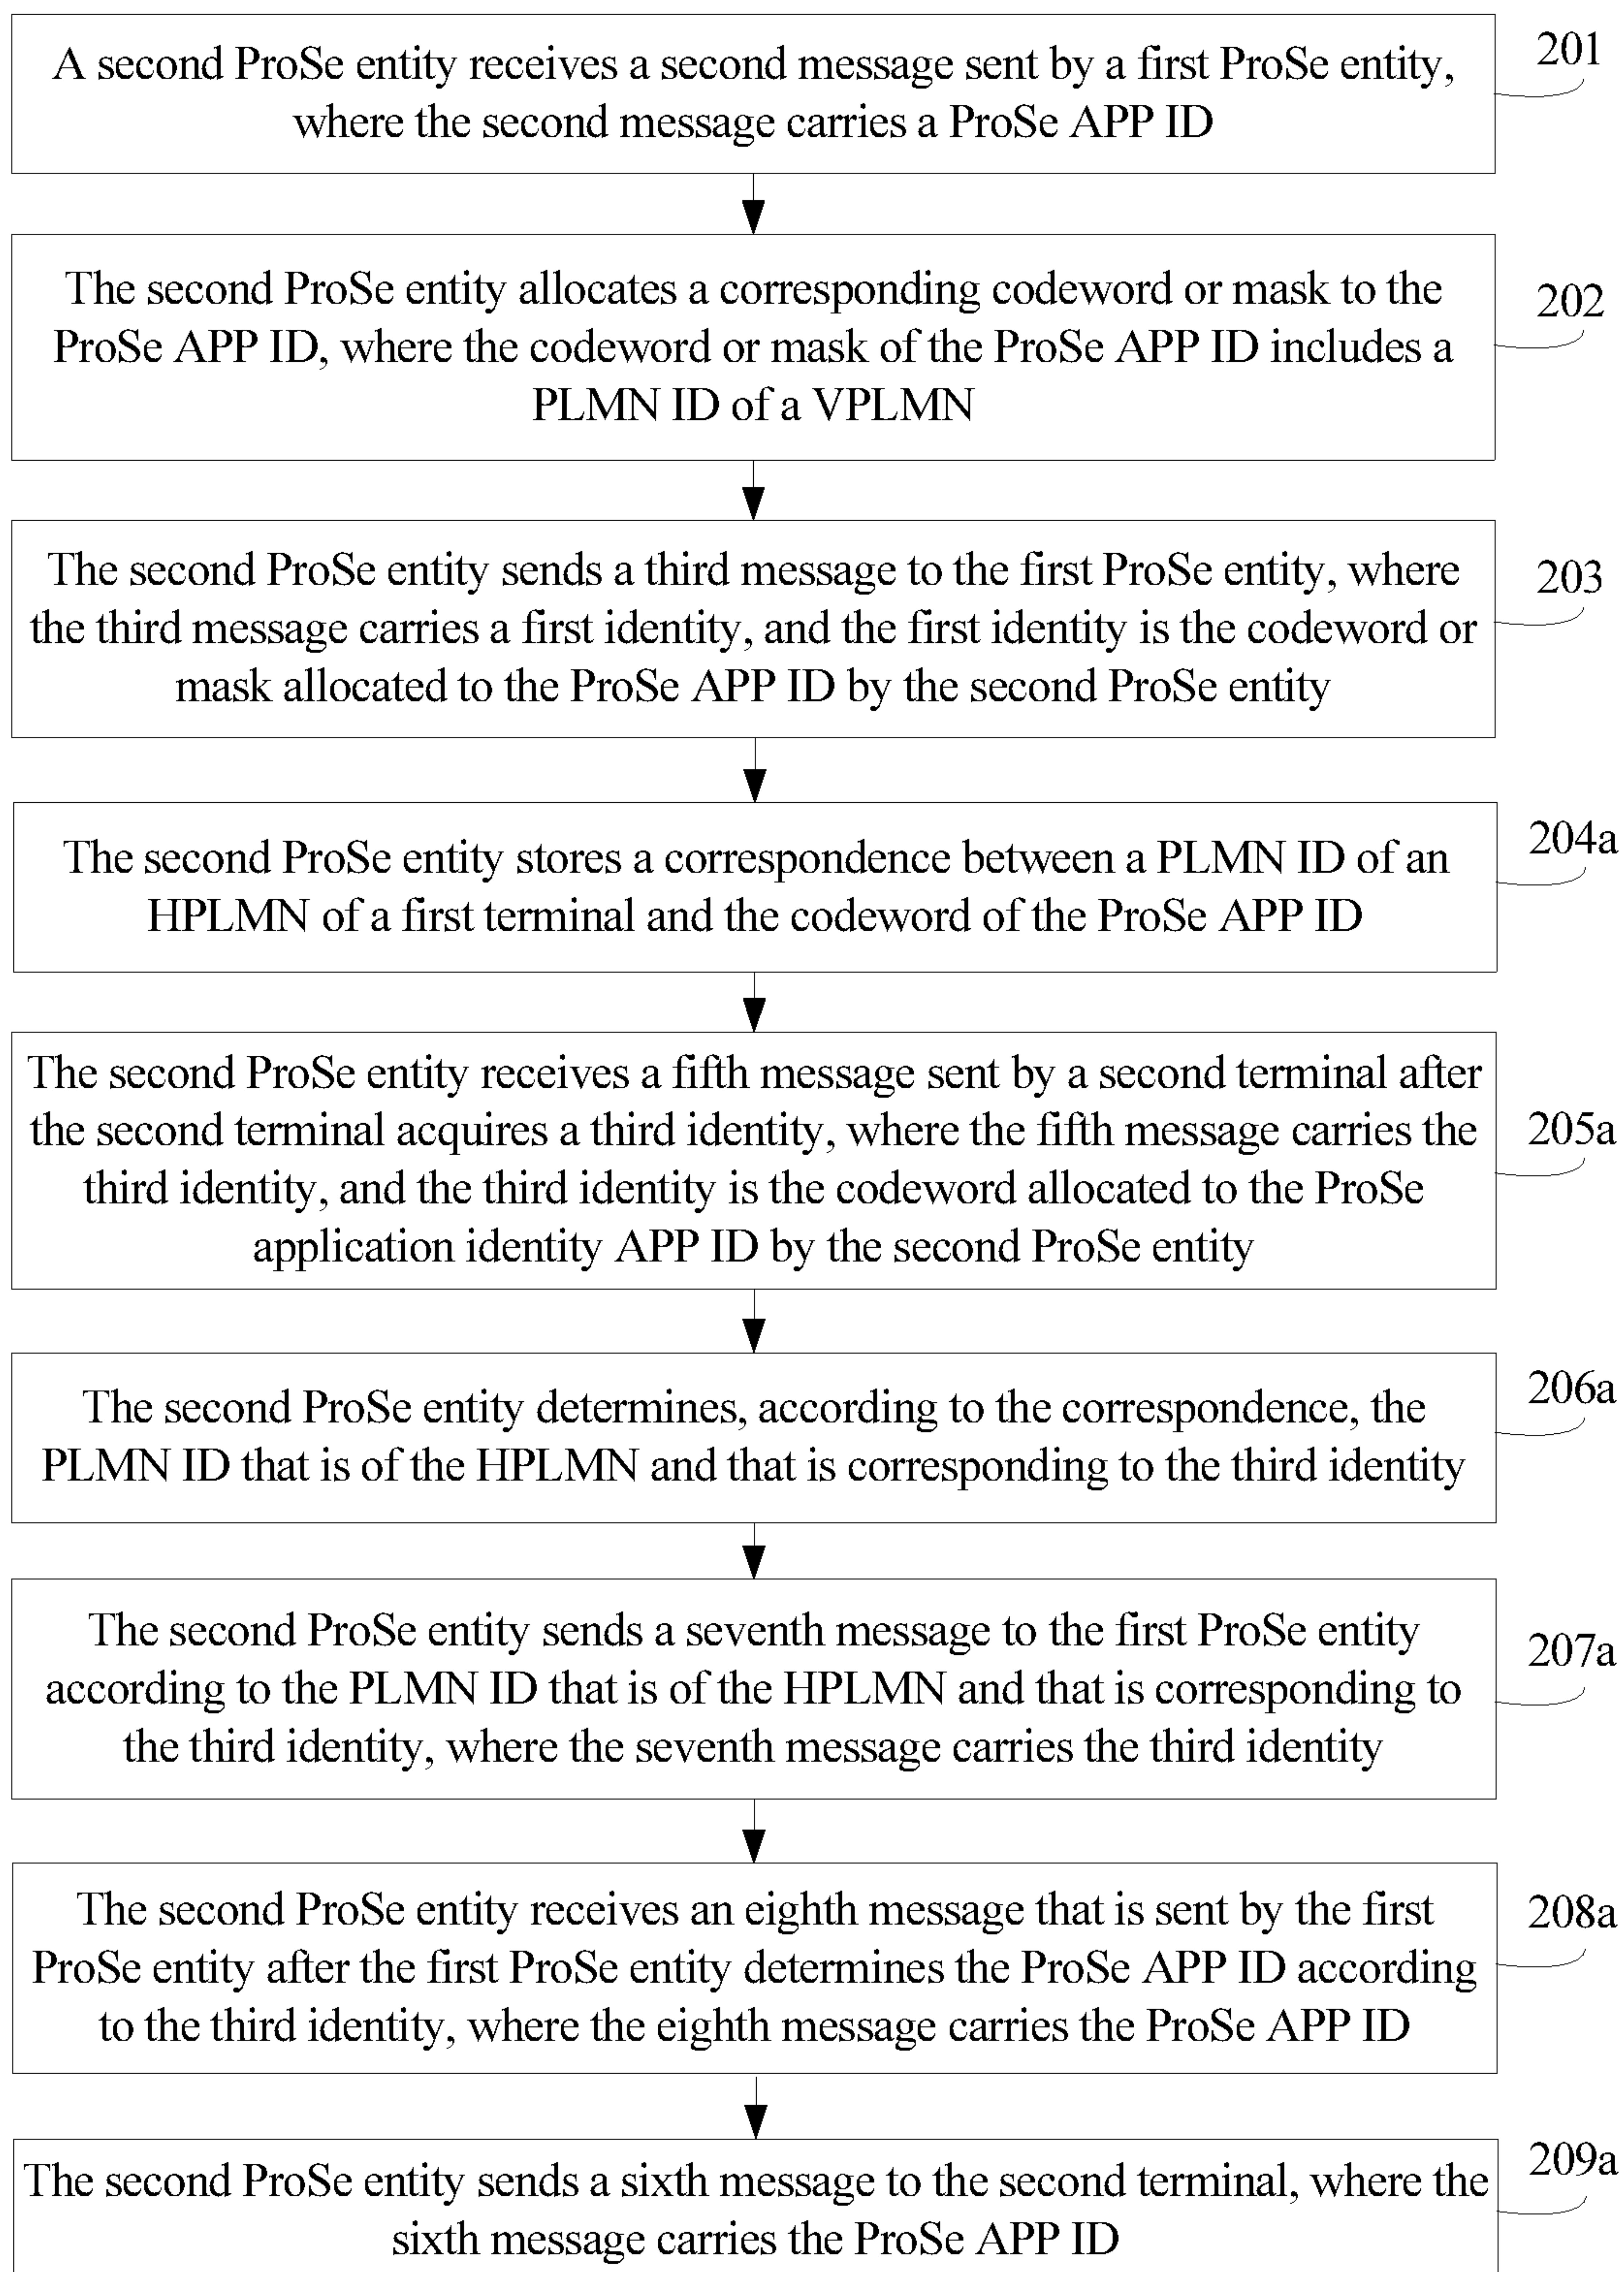 A second ProSe entity receives a second message sent by a first ProSe entity,
where the second message carries a ProSe APP ID
201
The second ProSe entity allocates a corresponding codeword or mask to the
ProSe APP ID, where the codeword or mask of the ProSe APP ID includes a
PLMN ID of a VPLMN
202
The second ProSe entity sends a third message to the first ProSe entity, where
the third message carries a first identity, and the first identity is the codeword or
mask allocated to the ProSe APP ID by the second ProSe entity
203
The second ProSe entity stores a correspondence between a PLMN ID of an
HPLMN of a first terminal and the codeword of the ProSe APP ID
204a
The second ProSe entity receives a fifth message sent by a second terminal after
the second terminal acquires a third identity, where the fifth message carries the
third identity, and the third identity is the codeword allocated to the ProSe
application identity APP ID by the second ProSe entity
205a
The second ProSe entity determines, according to the correspondence, the
PLMN ID that is of the HPLMN and that is corresponding to the third identity
206a
The second ProSe entity sends a seventh message to the first ProSe entity
according to the PLMN ID that is of the HPLMN and that is corresponding to
the third identity, where the seventh message carries the third identity
207a
The second ProSe entity receives an eighth message that is sent by the first
ProSe entity after the first ProSe entity determines the ProSe APP ID according
to the third identity, where the eighth message carries the ProSe APP ID
208a
The second ProSe entity sends a sixth message to the second terminal, where the
sixth message carries the ProSe APP ID
209a